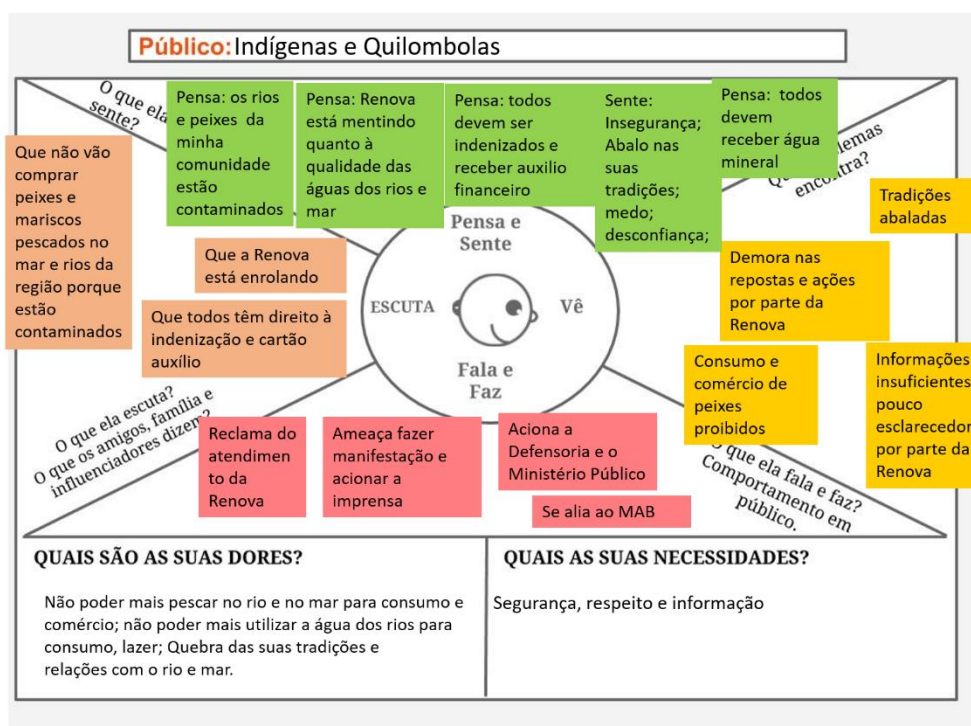 Público: Indígenas e Quilombolas
O que ela
sente?
Pensa: os rios
e peixes da
minha
comunidade
estão
contaminados
Pensa: Renova
está mentindo
quanto à
qualidade das
águas dos rios e
mar
Pensa: todos
devem ser
indenizados e
receber auxilio
financeiro
Sente:
Insegurança;
Abalo nas
suas
tradições;
medo;
desconfiança;
Pensa: todos
devem
receber água
mineral
encontra?
Que não vão
comprar
peixes e
mariscos
pescados no
mar e rios da
região porque
estão
contaminados
Que a Renova
está enrolando
Que todos têm direito à
indenização e cartão
auxílio
Pensa e
Sente
ESCUTA
Vê
Fala e
Faz
Tradições
abaladas
Demora nas
repostas e ações
por parte da
Renova
Consumo e
comércio de
peixes
proibidos
Informações
insuficientes
pouco
esclarecedor
por parte da
Renova
O que ela escuta?
O que os amigos, família e
influenciadores dizem?
Reclama do
atendimen
to da
Renova
Ameaça fazer
manifestação e
acionar a
imprensa
Aciona a
Defensoria e o
Ministério Público
Se alia ao MAB
O que ela fala e faz?
Comportamento em
público.
QUAIS SÃO AS SUAS DORES?
Não poder mais pescar no rio e no mar para consumo e
comércio; não poder mais utilizar a água dos rios para
consumo, lazer; Quebra das suas tradições e
relações com o rio e mar.
QUAIS AS SUAS NECESSIDADES?
Segurança, respeito e informação